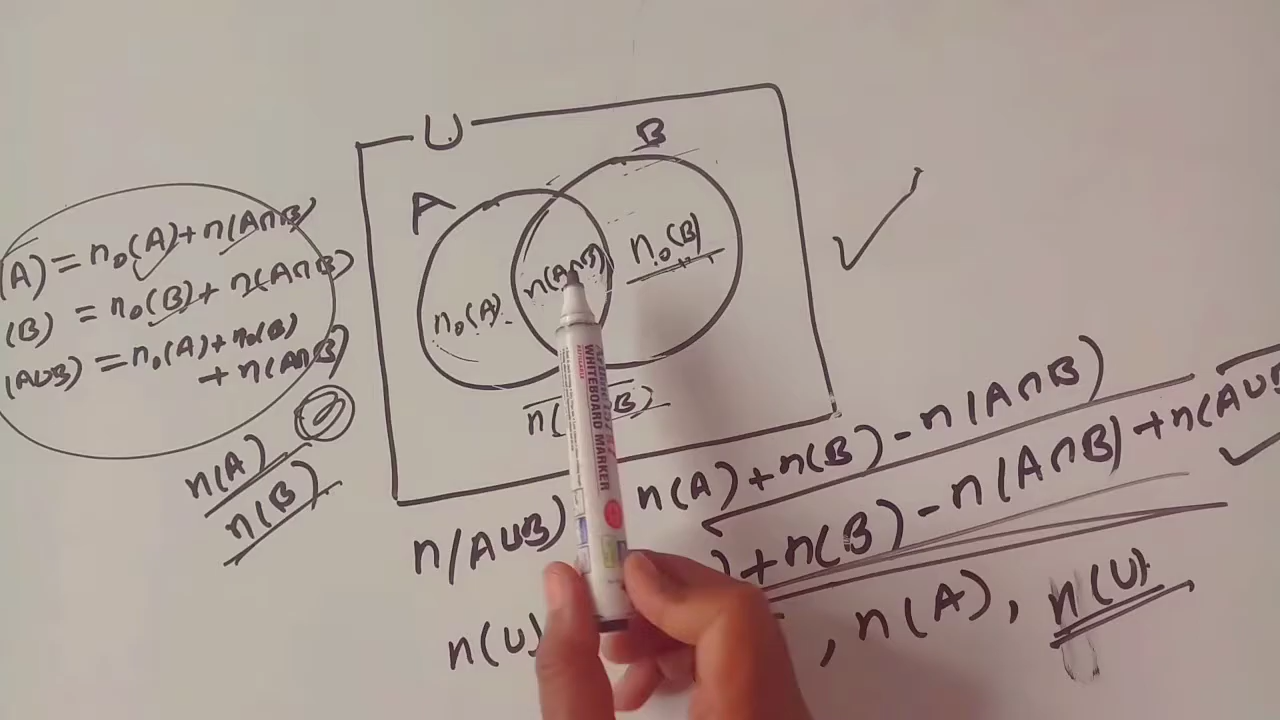 U
B
A
(A) = n₀(A) + n(A∩B)
(B) = n₀(B) + n(A∩B)
(A∪B) = n₀(A) + n₀(B)
+ n(A∩B)
n₀(A)
n(A∩B)
n₀(B)
n(A)
n(B)
n(A∪B) n(A) + n(B) - n(A∩B)
) + n(B) - n(A∩B) + n(A∪B
n(U) , n(A), n(U)
WHITEBOARD MARKER